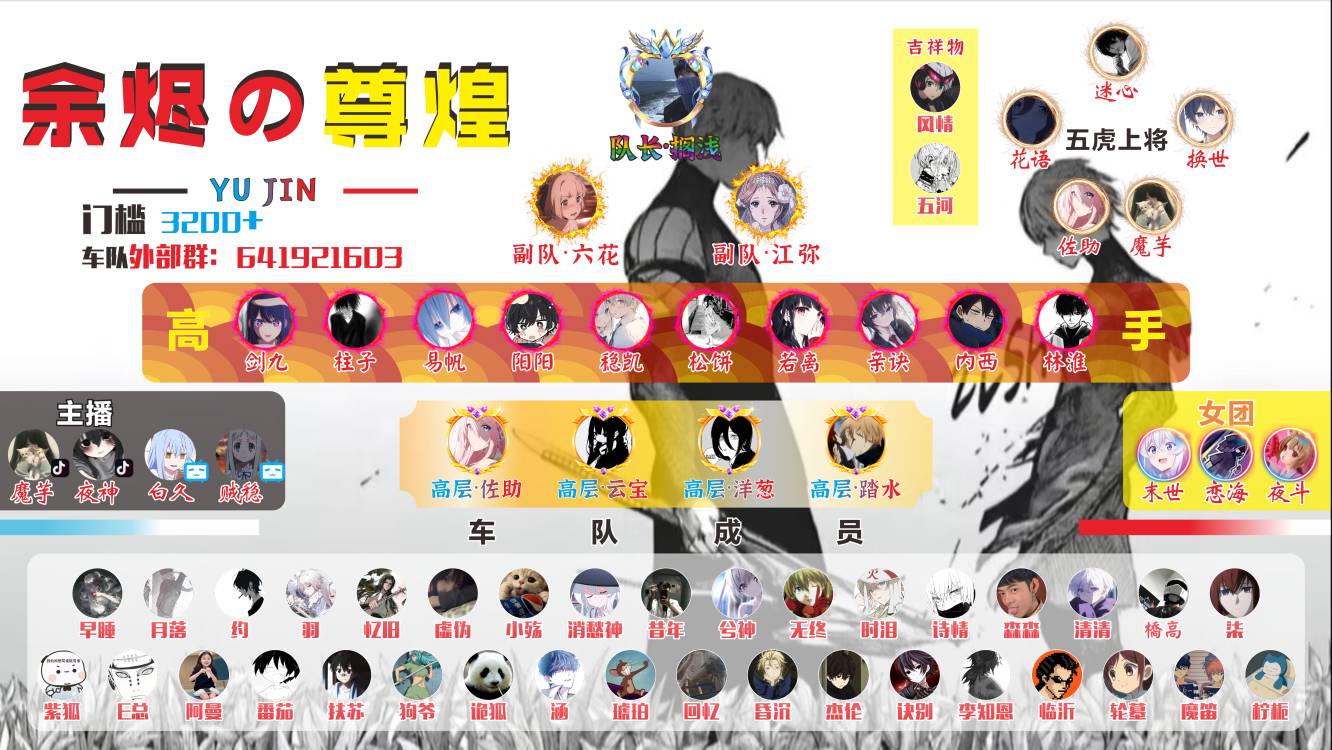 余烬の尊煌
YU JIN
门槛 3200+
车队外部群：641921603
队长·搁浅
副队·六花 副队·江弥
吉祥物
风情
五河
迷心
花语 五虎上将 换世
佐助 魔芋
高 手
剑九 柱子 易帆 阳阳 稳凯 松饼 若离 亲诀 内西 林淮
主播
魔芋 夜神 白久 贼稳
高层·佐助 高层·云宝 高层·洋葱 高层·踏水
女团
末世 恋海 夜斗
车 队 成 员
早睡 月落 约 羽 忆旧 虚伪 小殇 消愁神 昔年 兮神 无终 时泪 诗情 森森 清清 橋高 柒
紫狐 E总 阿曼 番茄 扶苏 狗爷 诡狐 涵 琥珀 回忆 昏沉 杰伦 诀别 李知恩 临沂 轮墓 魔笛 柠栀